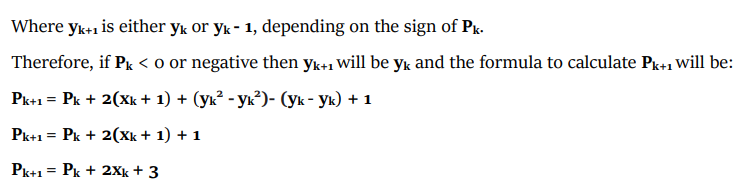 Where yₖ₊₁ is either yₖ or yₖ - 1, depending on the sign of Pₖ.
Therefore, if Pₖ < 0 or negative then yₖ₊₁ will be yₖ and the formula to calculate Pₖ₊₁ will be:
Pₖ₊₁ = Pₖ + 2(xₖ + 1) + (yₖ² - yₖ²)- (yₖ - yₖ) + 1
Pₖ₊₁ = Pₖ + 2(xₖ + 1) + 1
Pₖ₊₁ = Pₖ + 2xₖ + 3